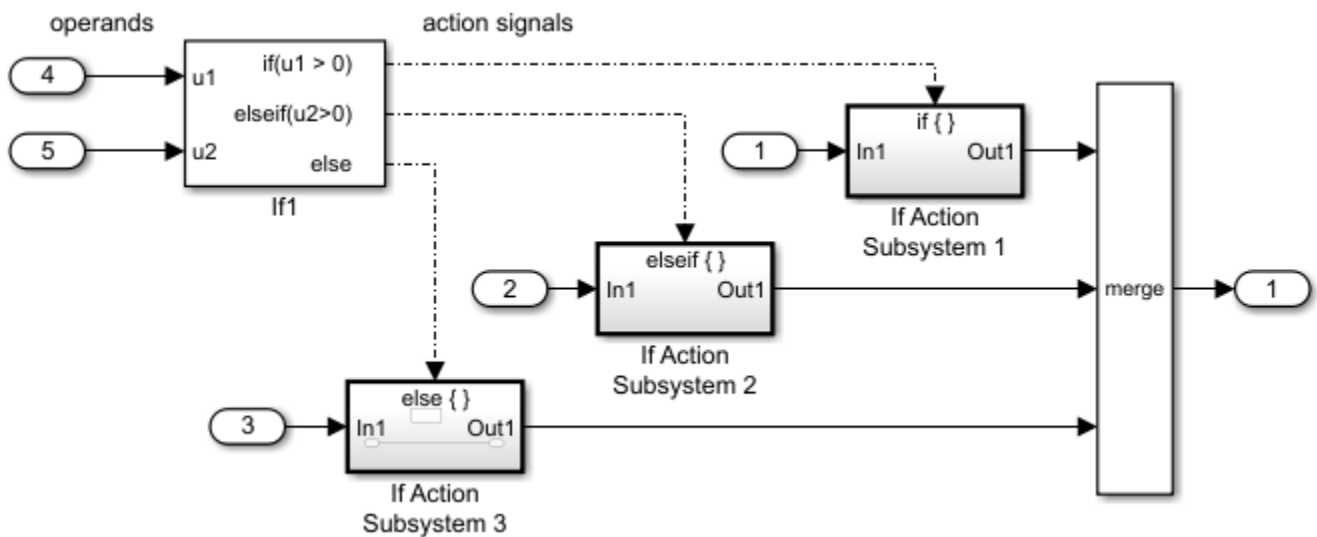 operands
action signals
4
u1
if(u1 > 0)
elseif(u2>0)
5
u2
else
If1
if { }
1
In1
Out1
If Action
Subsystem 1
elseif { }
2
In1
Out1
If Action
Subsystem 2
merge
1
else { }
3
In1
Out1
If Action
Subsystem 3